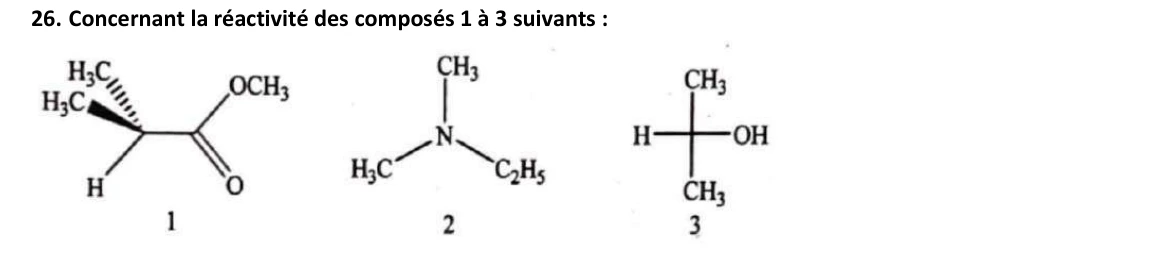 26. Concernant la réactivité des composés 1 à 3 suivants :
H₃C
H₃C
OCH₃
H
O
1
CH₃
N
H₃C
C₂H₅
2
CH₃
H
OH
CH₃
3